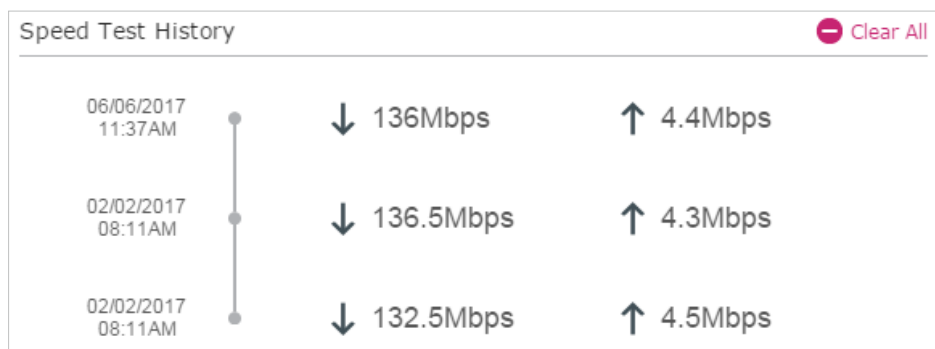 Speed Test History
Clear All
06/06/2017
11:37AM
136Mbps
4.4Mbps
02/02/2017
08:11AM
136.5Mbps
4.3Mbps
02/02/2017
08:11AM
132.5Mbps
4.5Mbps